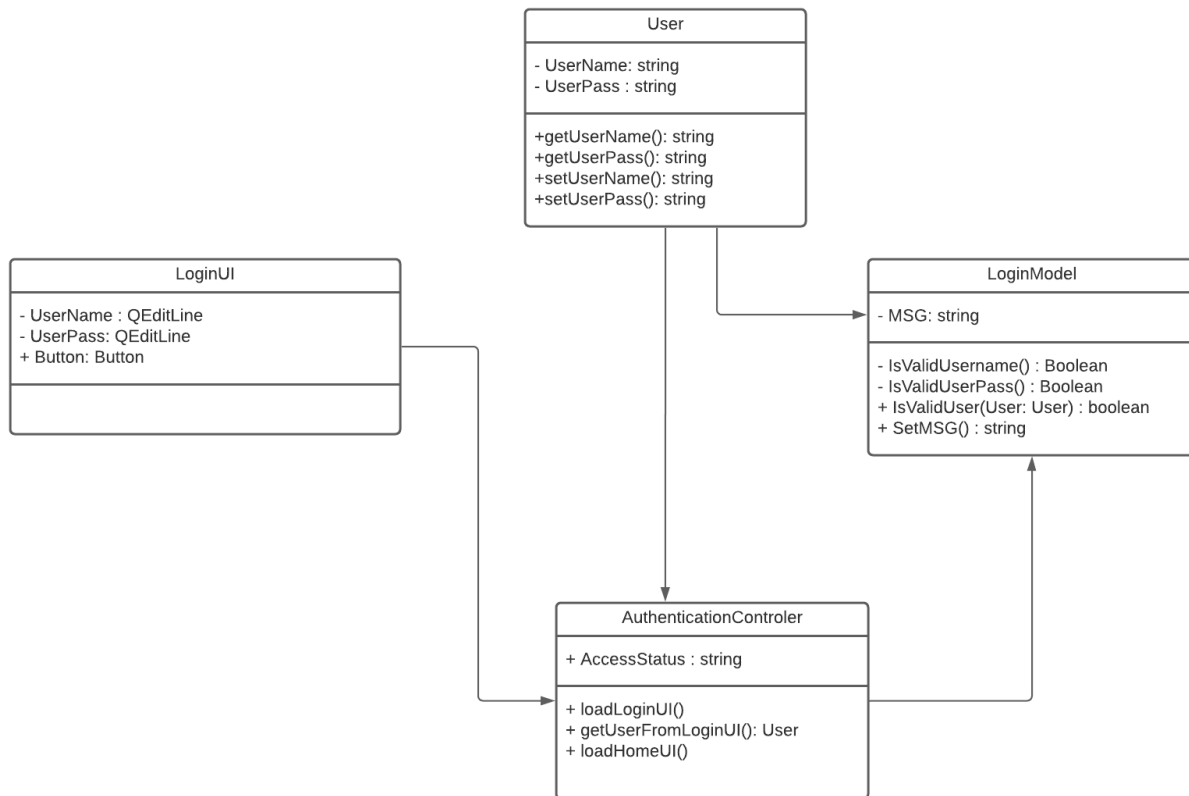 User
- UserName: string
- UserPass : string
+getUserName(): string
+getUserPass(): string
+setUserName(): string
+setUserPass(): string
LoginUI
- UserName : QEditLine
- UserPass: QEditLine
+ Button: Button
LoginModel
- MSG: string
- IsValidUsername() : Boolean
- IsValidUserPass() : Boolean
+ IsValidUser(User: User) : boolean
+ SetMSG() : string
AuthenticationControler
+ AccessStatus : string
+ loadLoginUI()
+ getUserFromLoginUI(): User
+ loadHomeUI()